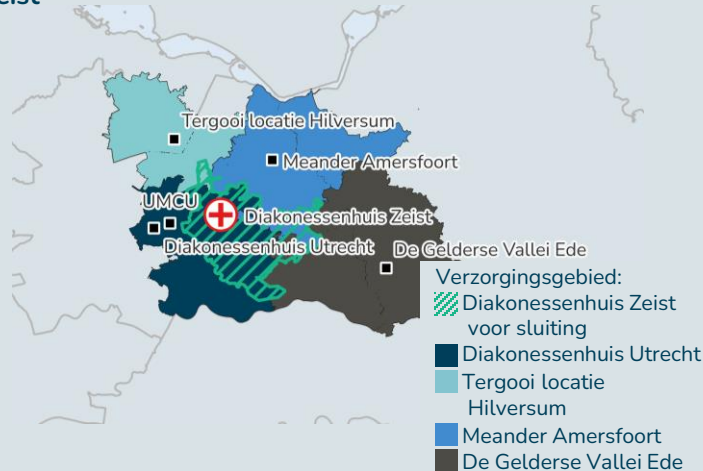 Tergooi locatie Hilversum
Meander Amersfoort
UMCU
Diakonessenhuis Zeist
Diakonessenhuis Utrecht
De Gelderse Vallei Ede
Verzorgingsgebied:
Diakonessenhuis Zeist
voor sluiting
Diakonessenhuis Utrecht
Tergooi locatie
Hilversum
Meander Amersfoort
De Gelderse Vallei Ede